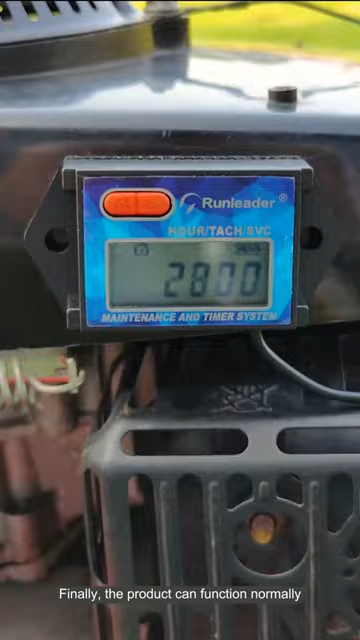 Runleader®
HOUR/TACH/SVC
2800
MAINTENANCE AND TIMER SYSTEM
Finally, the product can function normally